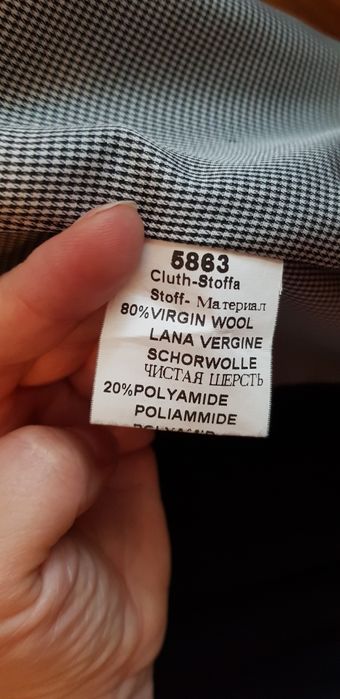 5863
Cluth-Stoffa
Stoff- Материал
80%VIRGIN WOOL
LANA VERGINE
SCHORWOLLE
ЧИСТАЯ ШЕРСТЬ
20%POLYAMIDE
POLIAMMIDE